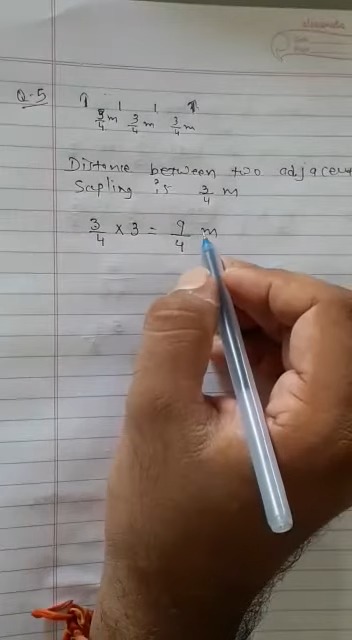 Q-5
3/4 m 3/4 m 3/4 m
Distance between two adjacent
Sapling is 3/4 m
3/4 × 3 = 9/4 m